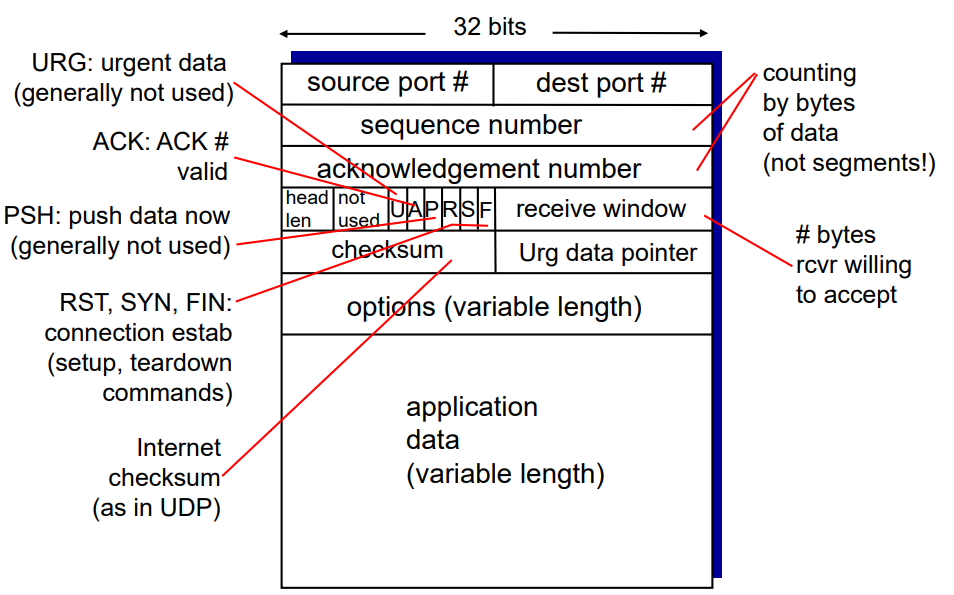 32 bits
URG: urgent data
(generally not used)
ACK: ACK #
valid
PSH: push data now
(generally not used)
RST, SYN, FIN:
connection estab
(setup, teardown
commands)
Internet
checksum
(as in UDP)
source port #
dest port #
sequence number
acknowledgement number
head
len
not
used
U
A
P
R
S
F
receive window
checksum
Urg data pointer
options (variable length)
application
data
(variable length)
counting
by bytes
of data
(not segments!)
# bytes
rcvr willing
to accept